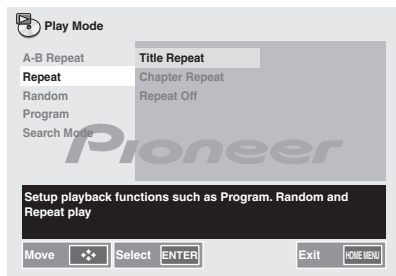 Play Mode
A-B Repeat
Title Repeat
Repeat
Chapter Repeat
Random
Repeat Off
Program
Search Mode
Pioneer
Setup playback functions such as Program. Random and
Repeat play
Move Select ENTER Exit HOME MENU